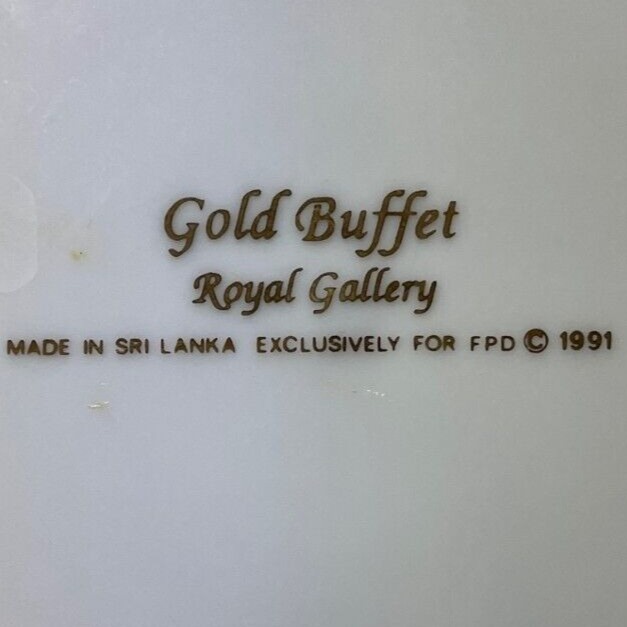 Gold Buffet
Royal Gallery
MADE IN SRI LANKA EXCLUSIVELY FOR FPD © 1991